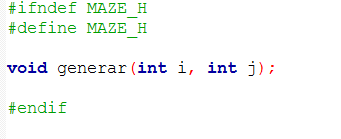 #ifndef MAZE_H
#define MAZE_H
void generar(int i, int j);
#endif